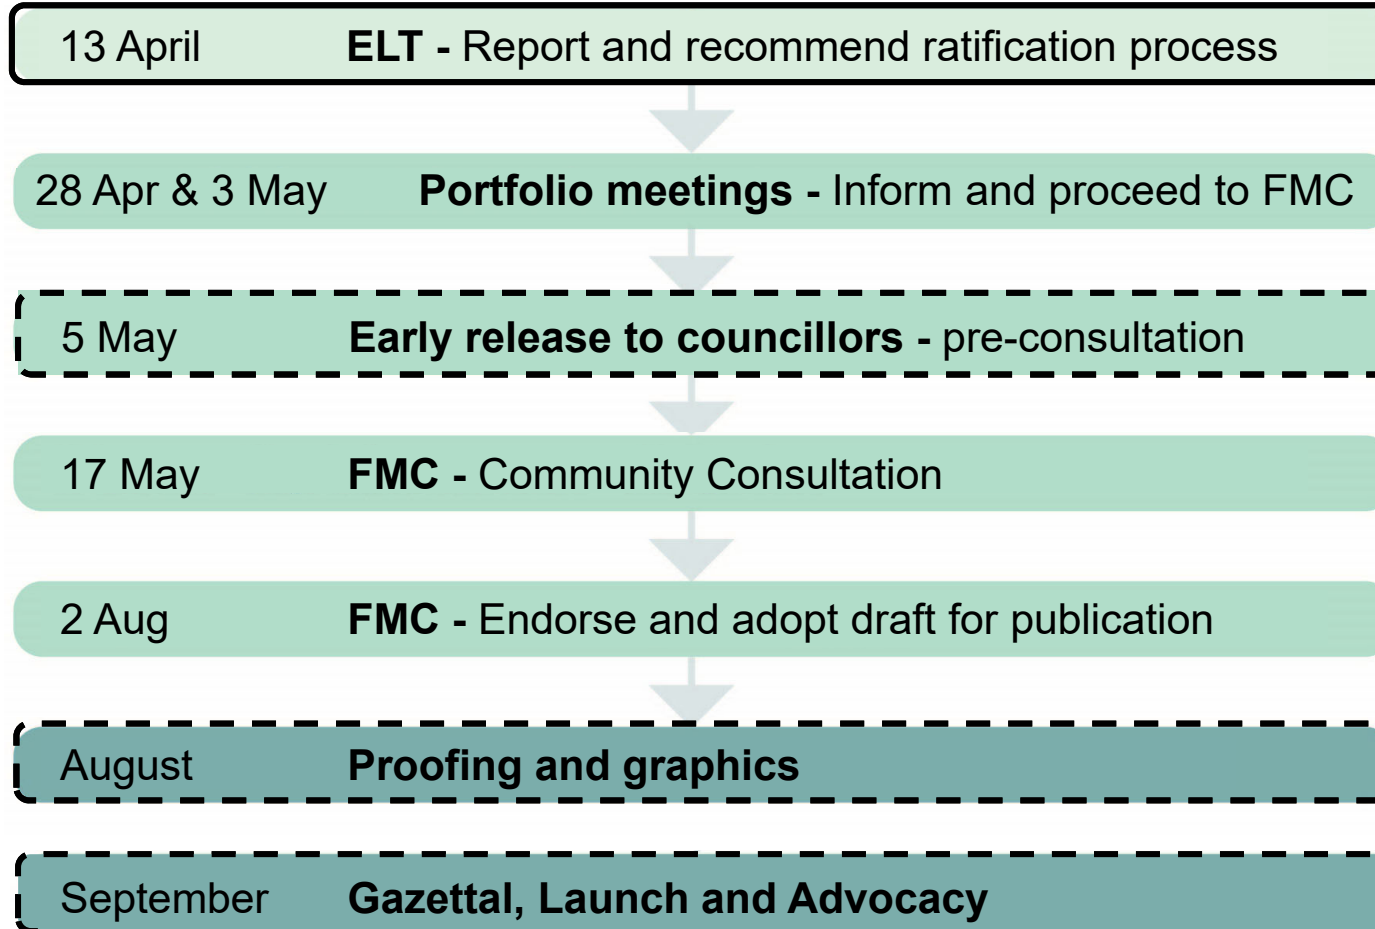 13 April ELT - Report and recommend ratification process
28 Apr & 3 May Portfolio meetings - Inform and proceed to FMC
5 May Early release to councillors - pre-consultation
17 May FMC - Community Consultation
2 Aug FMC - Endorse and adopt draft for publication
August Proofing and graphics
September Gazettal, Launch and Advocacy